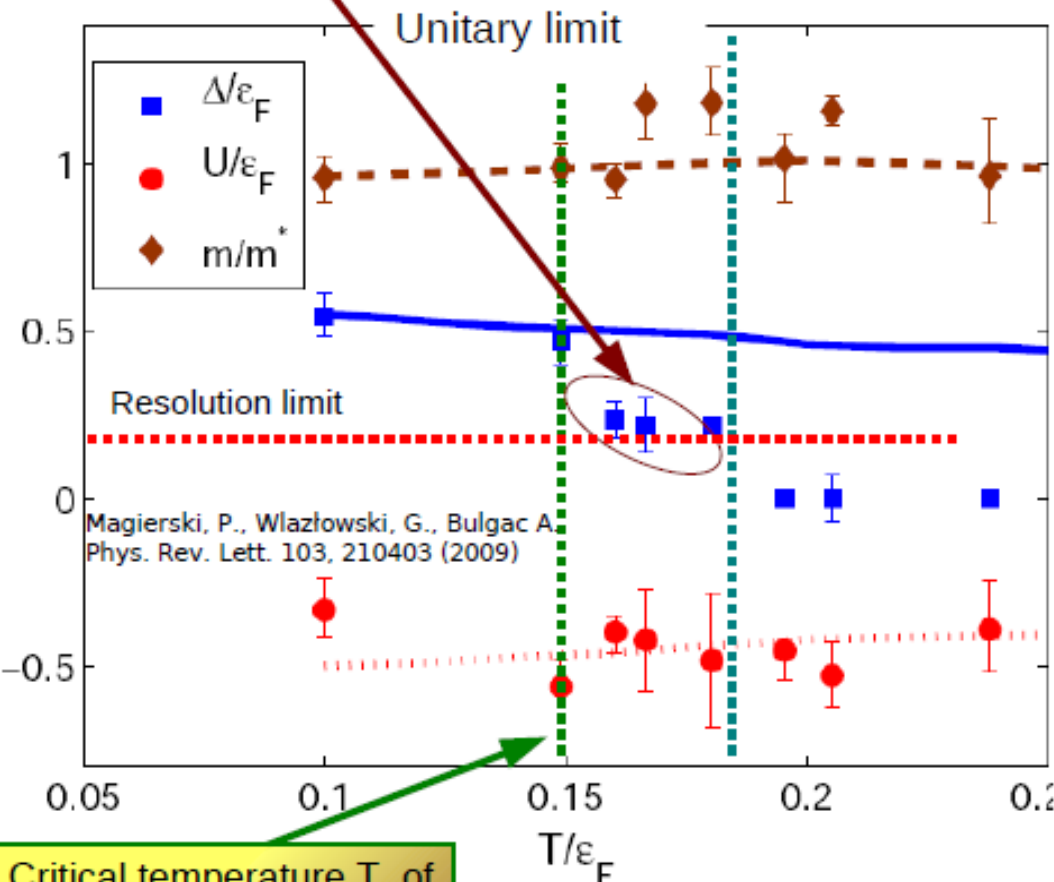 Unitary limit
Δ/ε_F
U/ε_F
m/m*
1
0.5
Resolution limit
0
Magierski, P., Wlazłowski, G., Bulgac A.
Phys. Rev. Lett. 103, 210403 (2009)
−0.5
0.05 0.1 0.15 0.2
T/ε_F
Critical temperature T of